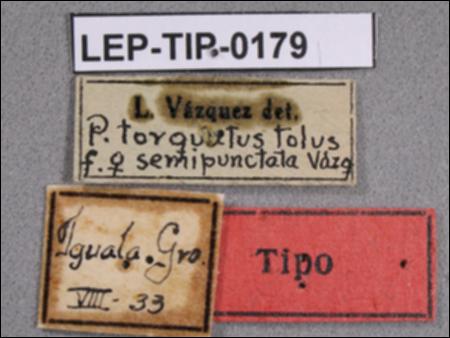 LEP-TIP-0179
L. Vázquez det.
P. torquatus tolus
f. ♀ semipunctata Vázq
Iguala. Gro.
VIII - 33
Tipo